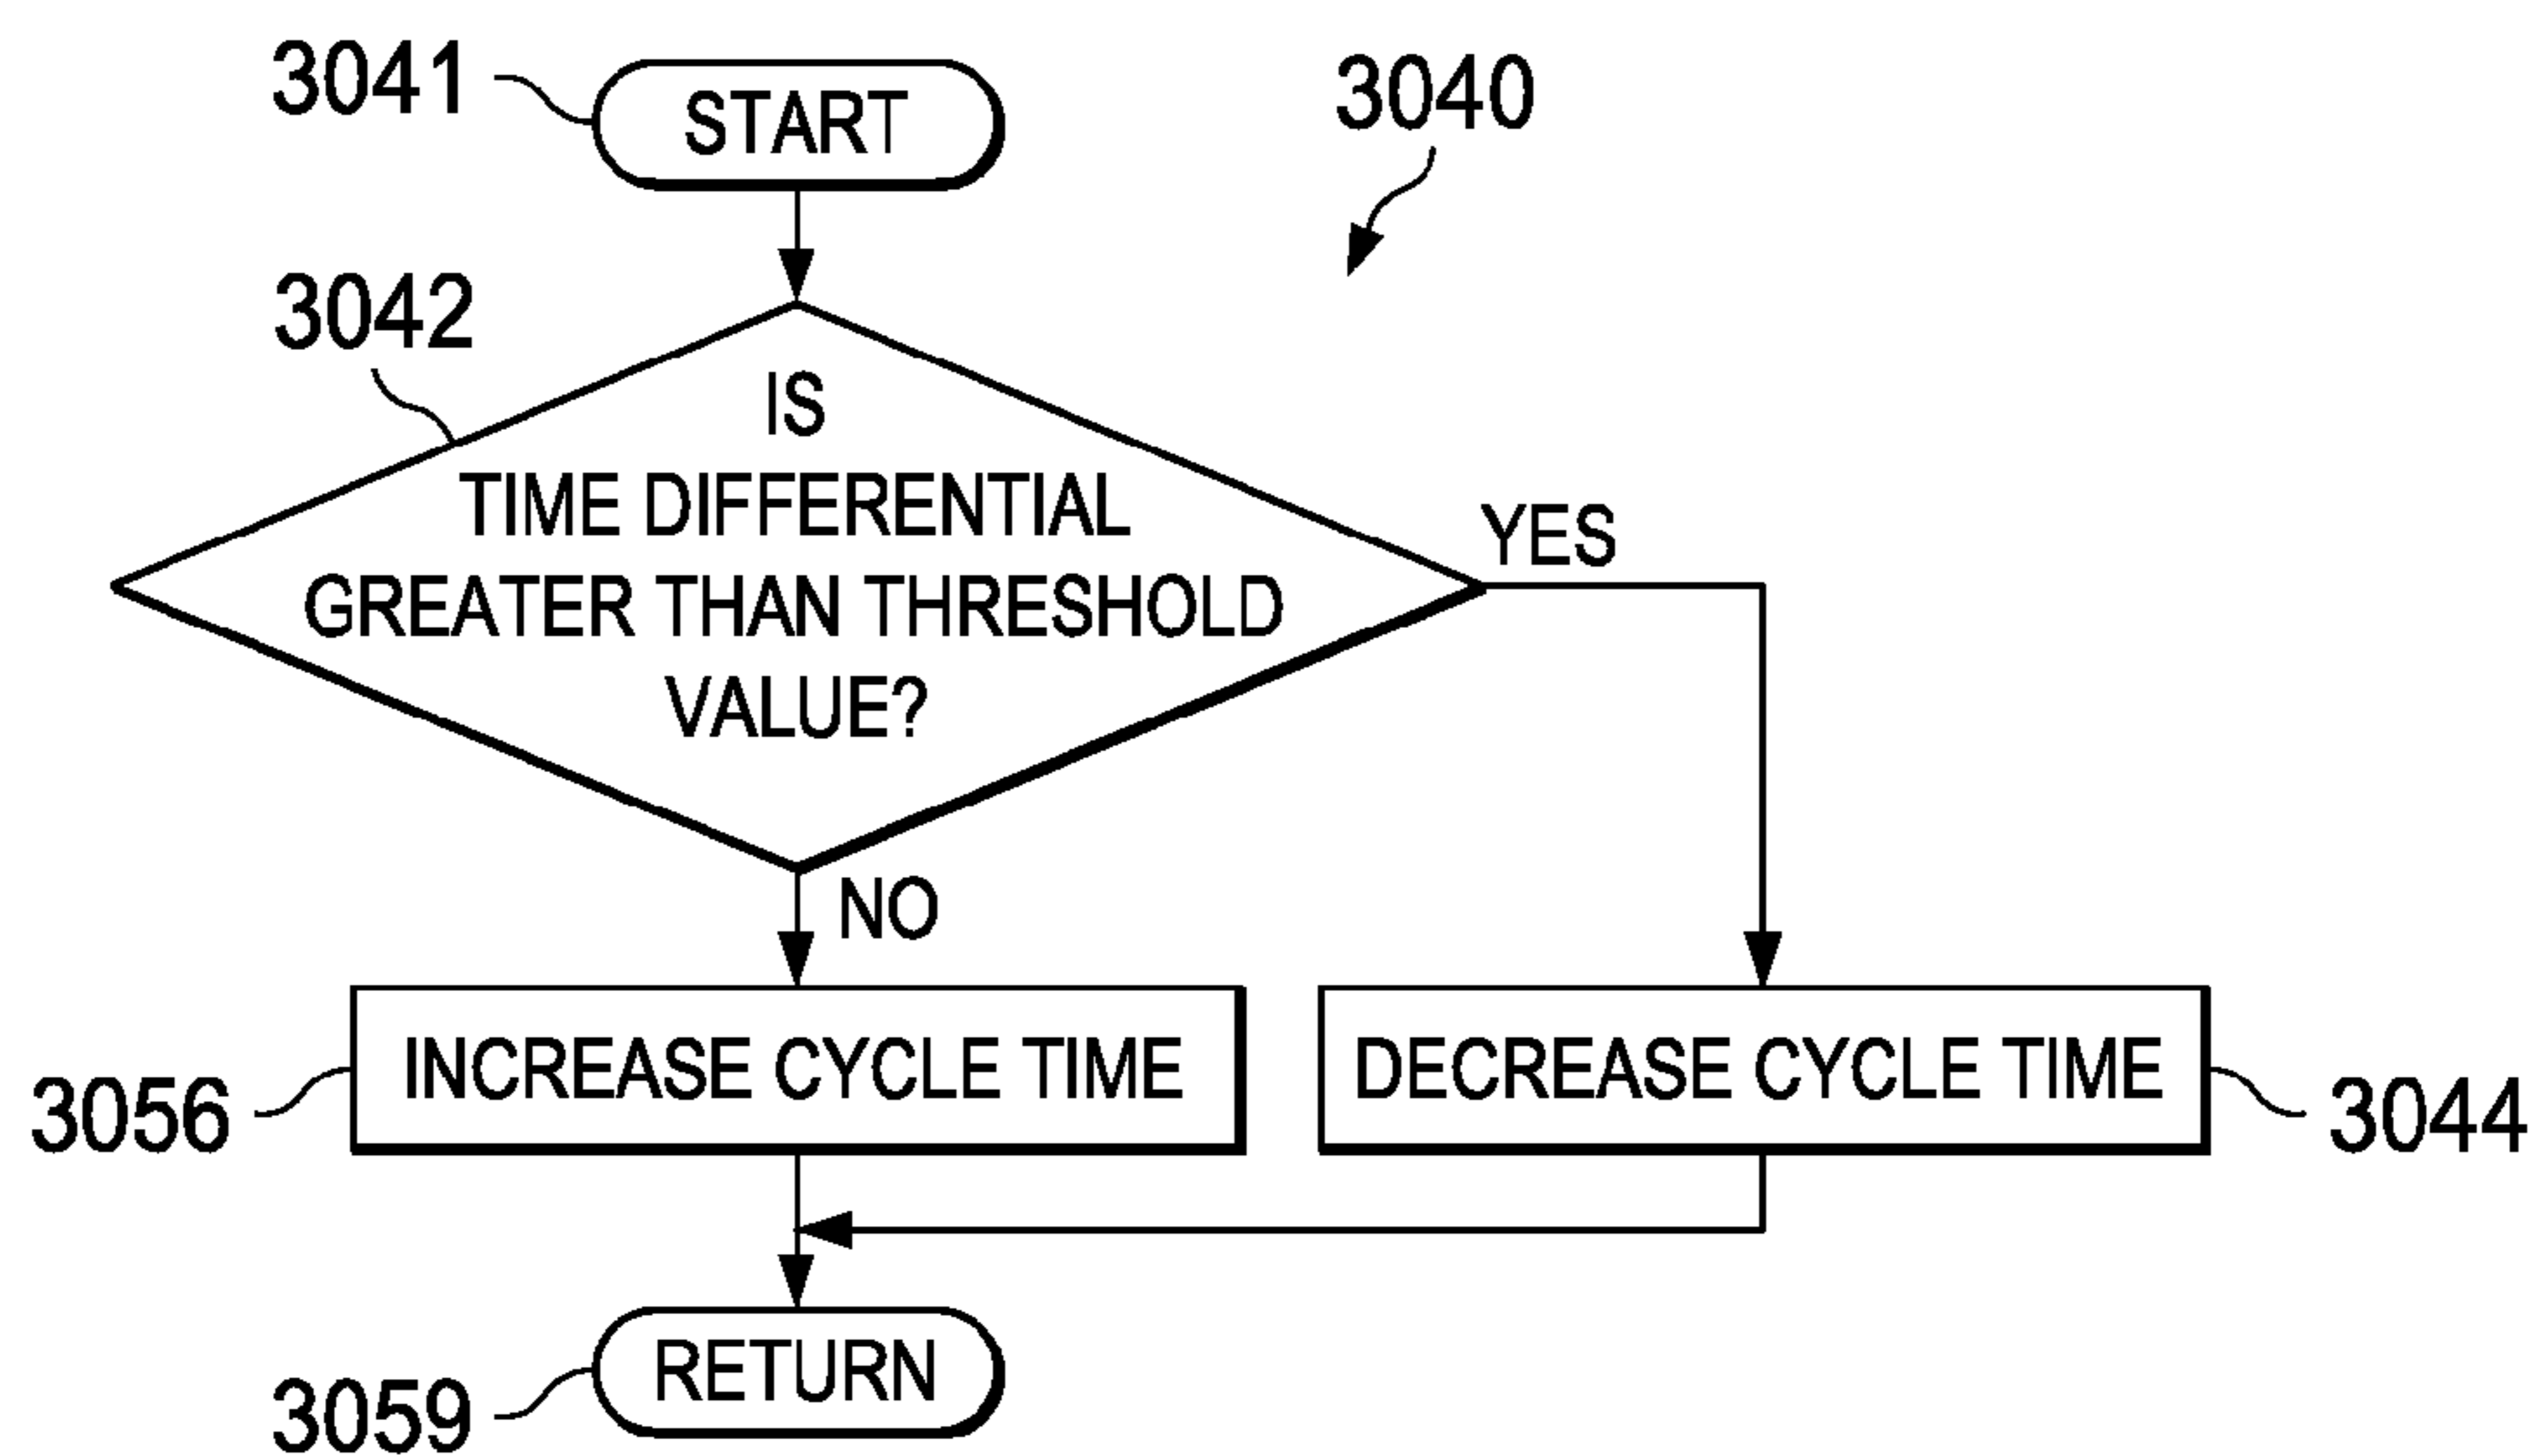 3041
START
3040
3042
IS
TIME DIFFERENTIAL
GREATER THAN THRESHOLD
VALUE?
YES
NO
INCREASE CYCLE TIME
DECREASE CYCLE TIME
3056
3044
RETURN
3059